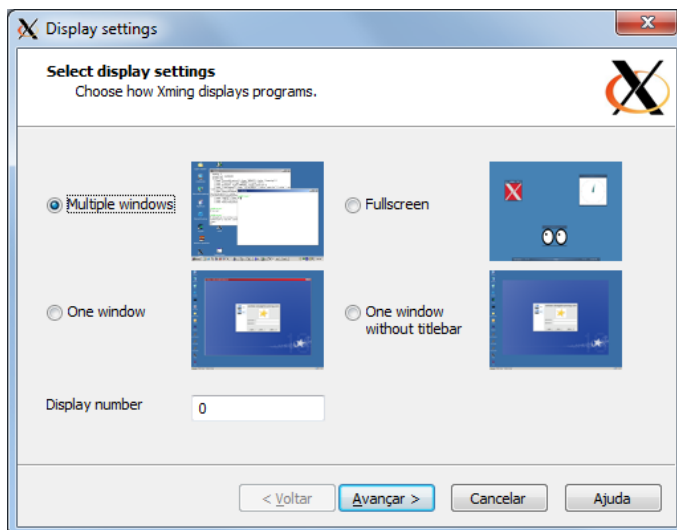 Display settings
Select display settings
Choose how Xming displays programs.
Multiple windows
Fullscreen
One window
One window
without titlebar
Display number
0
< Voltar
Avançar >
Cancelar
Ajuda